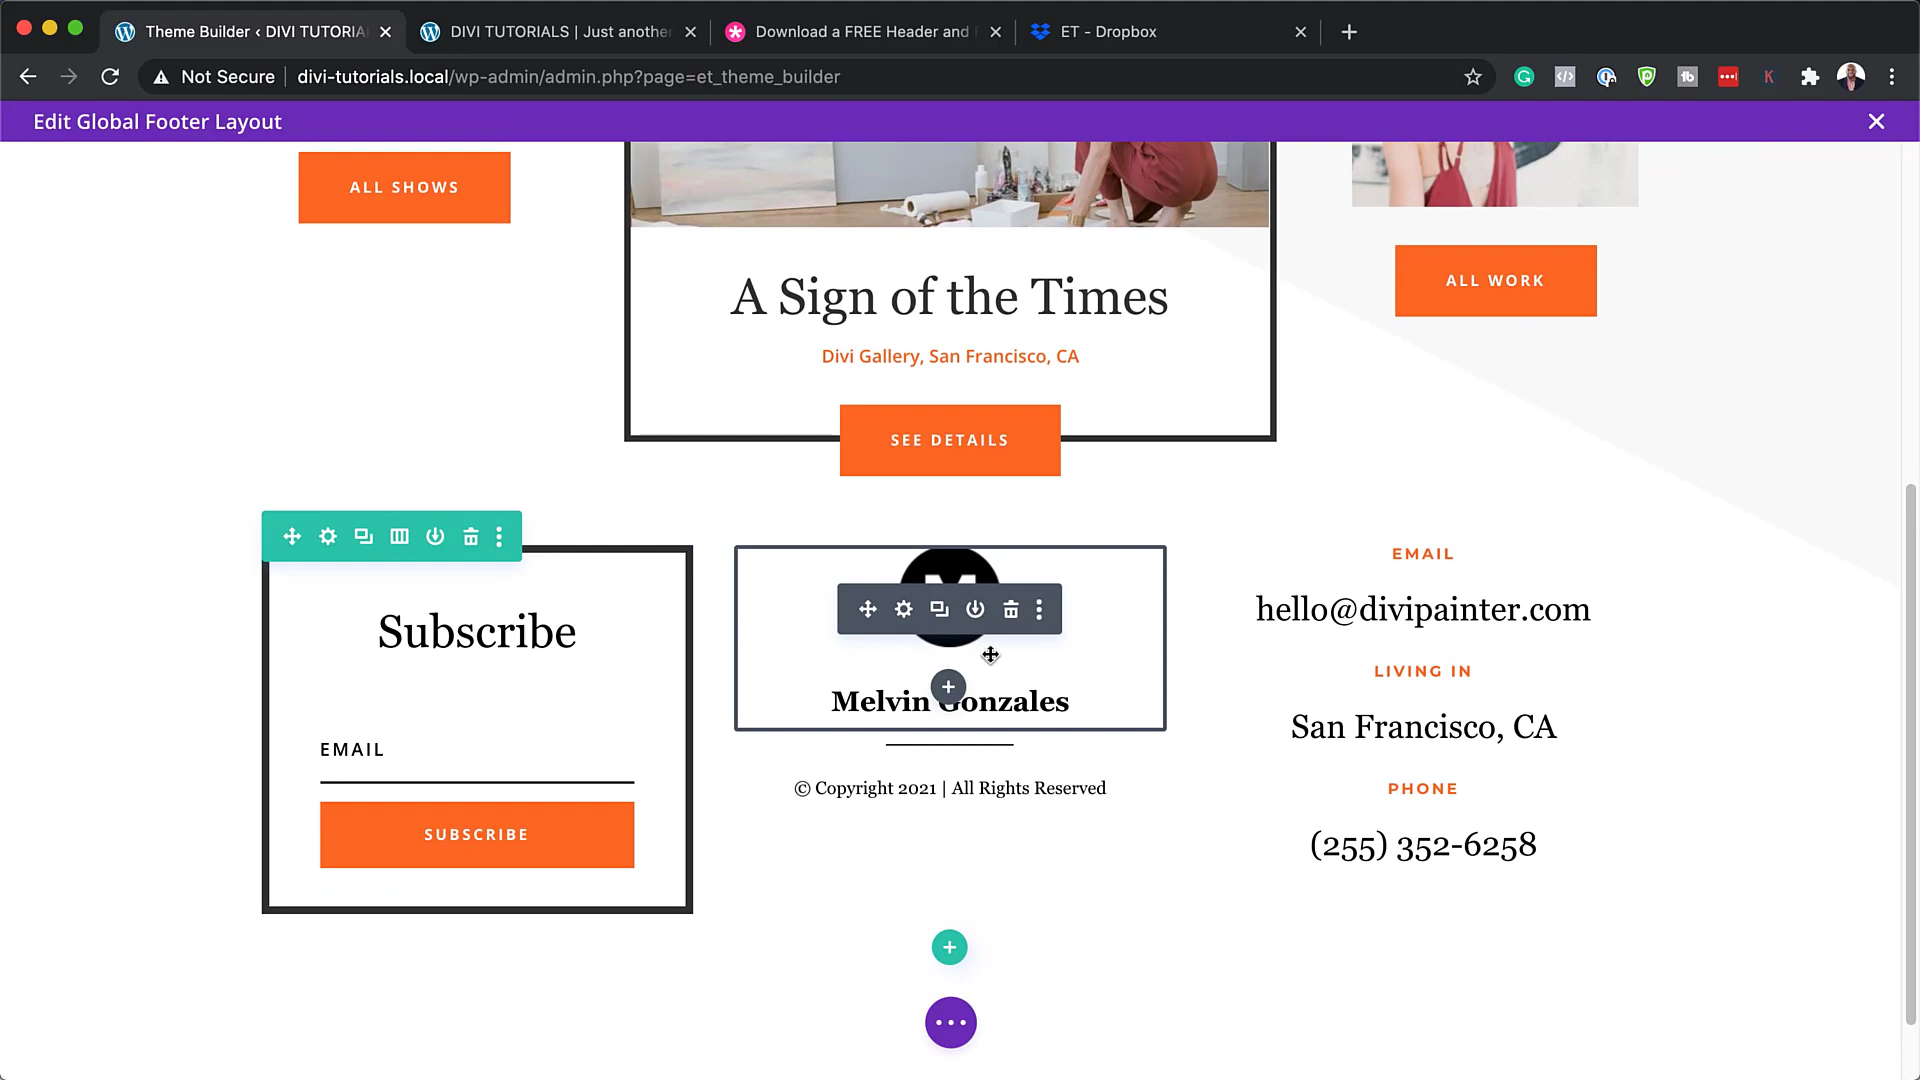 Theme Builder ‹ DIVI TUTORIA
DIVI TUTORIALS | Just anothe
Download a FREE Header and
ET - Dropbox
Not Secure
divi-tutorials.local/wp-admin/admin.php?page=et_theme_builder
Edit Global Footer Layout
ALL SHOWS
ALL WORK
A Sign of the Times
Divi Gallery, San Francisco, CA
SEE DETAILS
Subscribe
EMAIL
SUBSCRIBE
Melvin Gonzales
© Copyright 2021 | All Rights Reserved
EMAIL
hello@divipainter.com
LIVING IN
San Francisco, CA
PHONE
(255) 352-6258